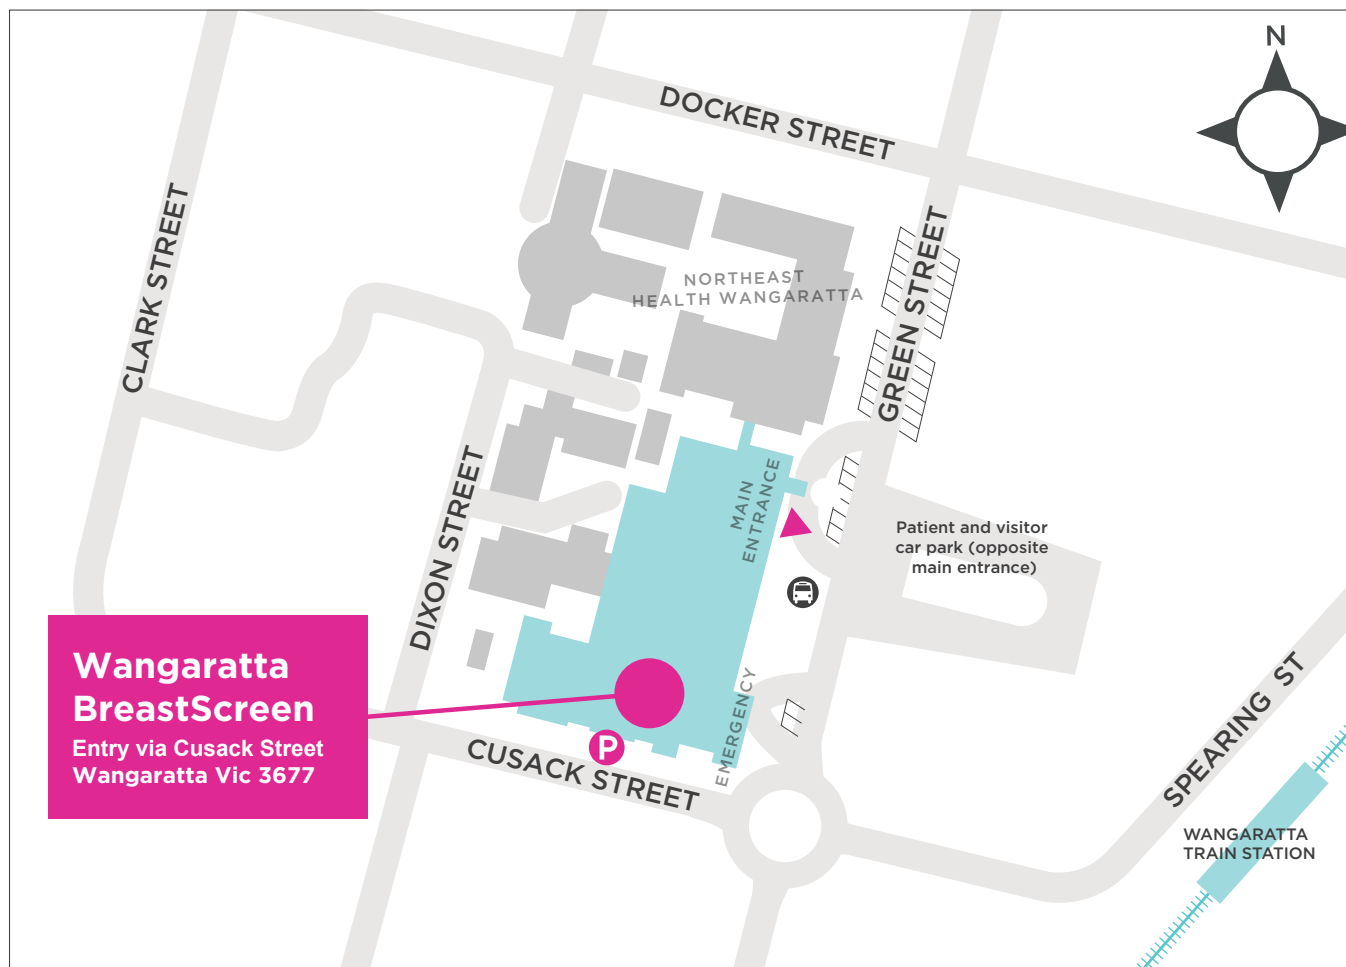 N
DOCKER STREET
CLARK STREET
NORTHEAST
HEALTH WANGARATTA
GREEN STREET
MAIN
ENTRANCE
DIXON STREET
Patient and visitor
car park (opposite
main entrance)
Wangaratta
BreastScreen
Entry via Cusack Street
Wangaratta Vic 3677
EMERGENCY
P
CUSACK STREET
SPEARING ST
WANGARATTA
TRAIN STATION